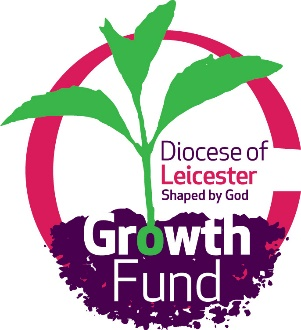 Diocese of
Leicester
Shaped by God
Growth
Fund